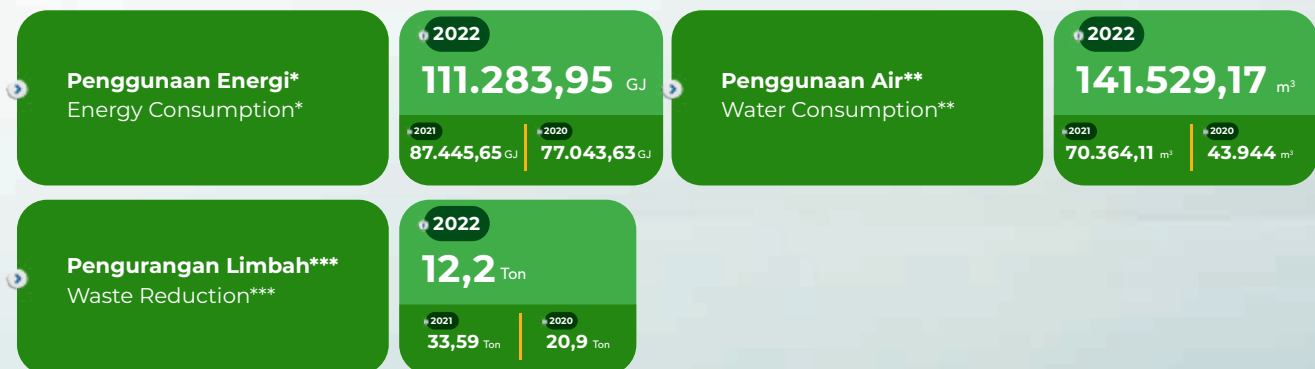 Penggunaan Energi*
Energy Consumption*
2022
111.283,95 GJ
2021
87.445,65 GJ
2020
77.043,63 GJ
Penggunaan Air**
Water Consumption**
2022
141.529,17 m³
2021
70.364,11 m³
2020
43.944 m³
Pengurangan Limbah***
Waste Reduction***
2022
12,2 Ton
2021
33,59 Ton
2020
20,9 Ton